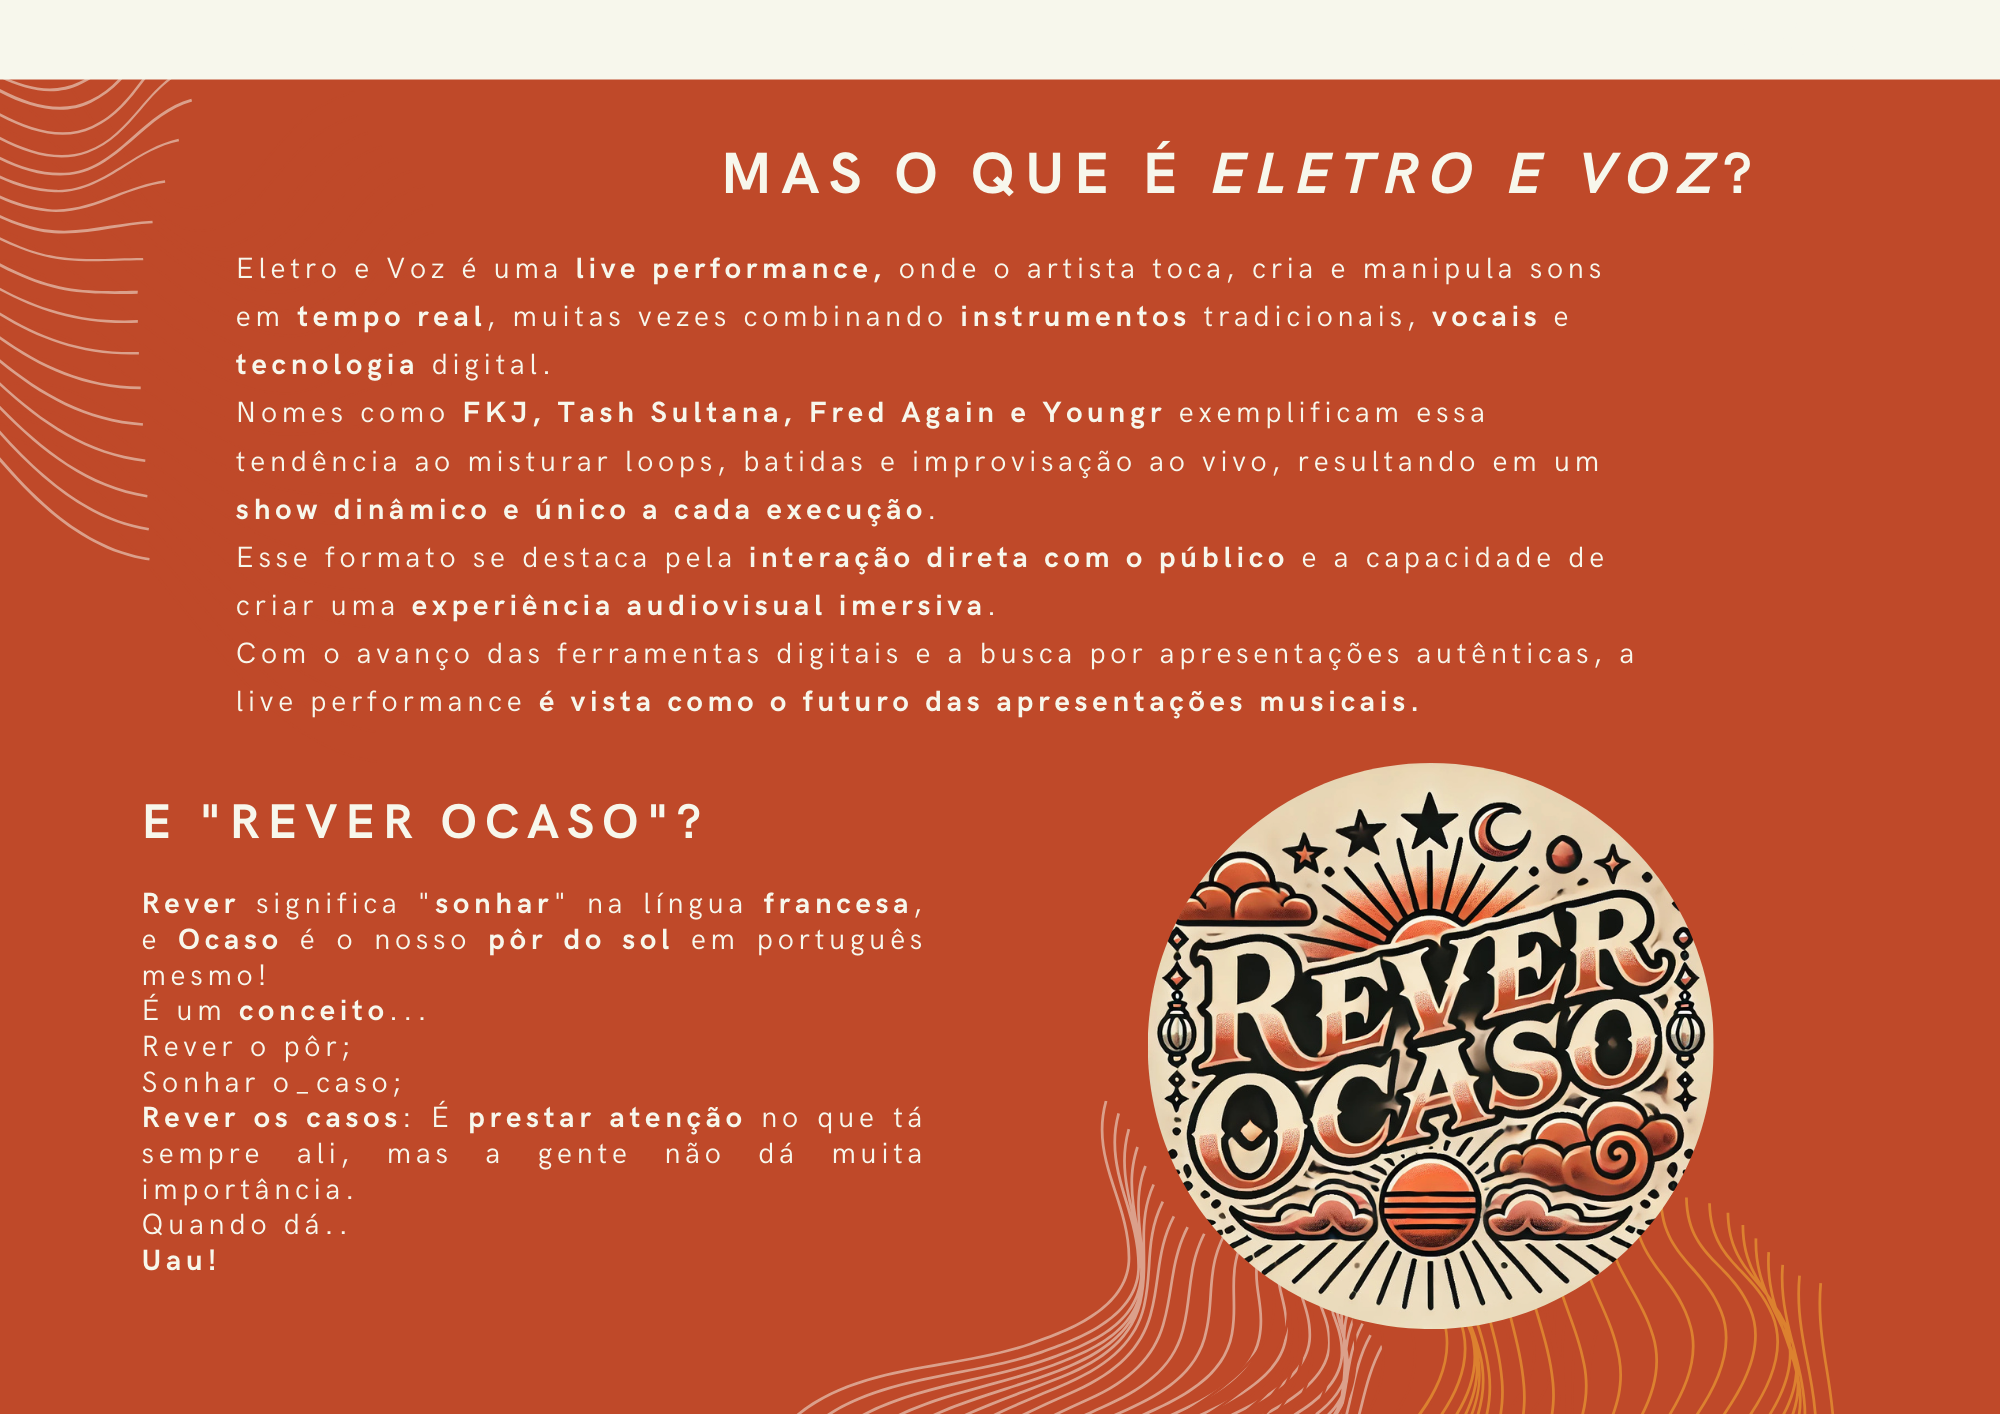 MAS O QUE É ELETRO E VOZ?
Eletro e Voz é uma live performance, onde o artista toca, cria e manipula sons
em tempo real, muitas vezes combinando instrumentos tradicionais, vocais e
tecnologia digital.
Nomes como FKJ, Tash Sultana, Fred Again e Youngr exemplificam essa
tendência ao misturar loops, batidas e improvisação ao vivo, resultando em um
show dinâmico e único a cada execução.
Esse formato se destaca pela interação direta com o público e a capacidade de
criar uma experiência audiovisual imersiva.
Com o avanço das ferramentas digitais e a busca por apresentações autênticas, a
live performance é vista como o futuro das apresentações musicais.
E "REVER OCASO"?
Rever significa "sonhar" na língua francesa,
e Ocaso é o nosso pôr do sol em português
mesmo!
É um conceito...
Rever o pôr;
Sonhar o_caso;
Rever os casos: É prestar atenção no que tá
sempre ali, mas a gente não dá muita
importância.
Quando dá..
Uau!
REVER
OCASO